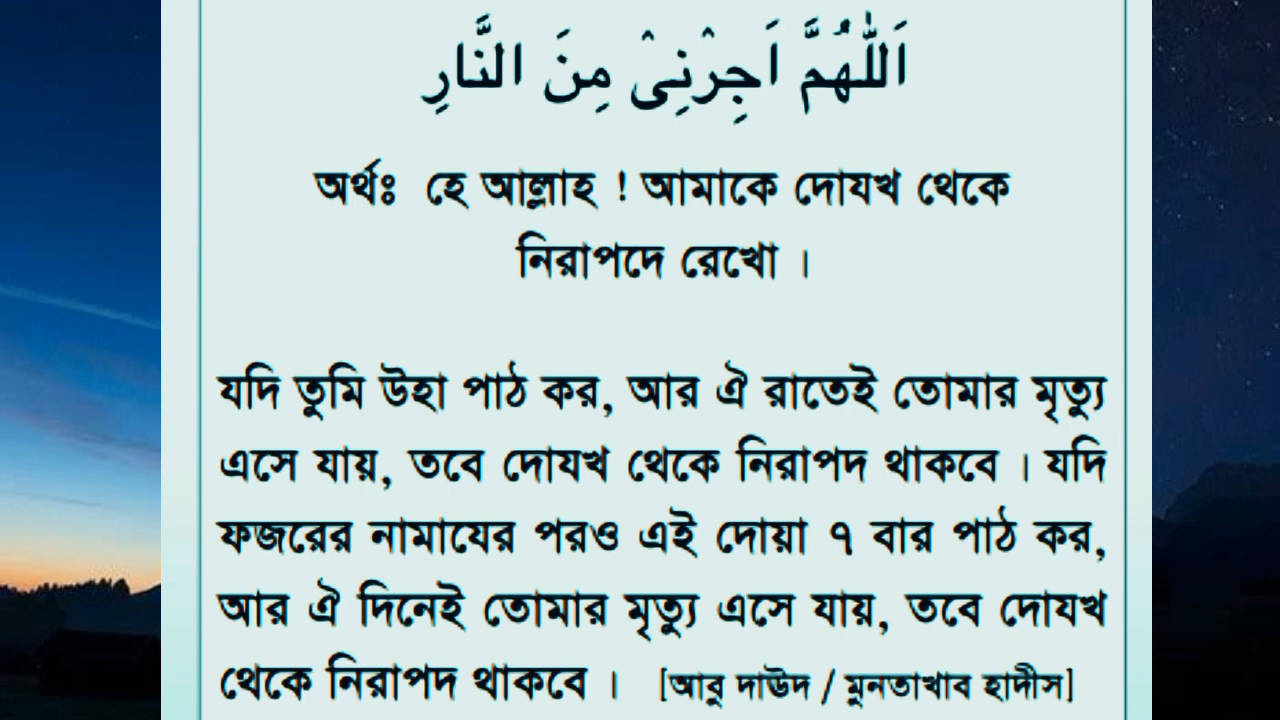 اَللّٰهُمَّ اَجِرْنِىْ مِنَ النَّارِ
অর্থঃ হে আল্লাহ ! আমাকে দোযখ থেকে
নিরাপদে রেখো ।
যদি তুমি উহা পাঠ কর, আর ঐ রাতেই তোমার মৃত্যু
এসে যায়, তবে দোযখ থেকে নিরাপদ থাকবে । যদি
ফজরের নামাযের পরও এই দোয়া ৭ বার পাঠ কর,
আর ঐ দিনেই তোমার মৃত্যু এসে যায়, তবে দোযখ
থেকে নিরাপদ থাকবে । [আবু দাঊদ / মুনতাখাব হাদীস]